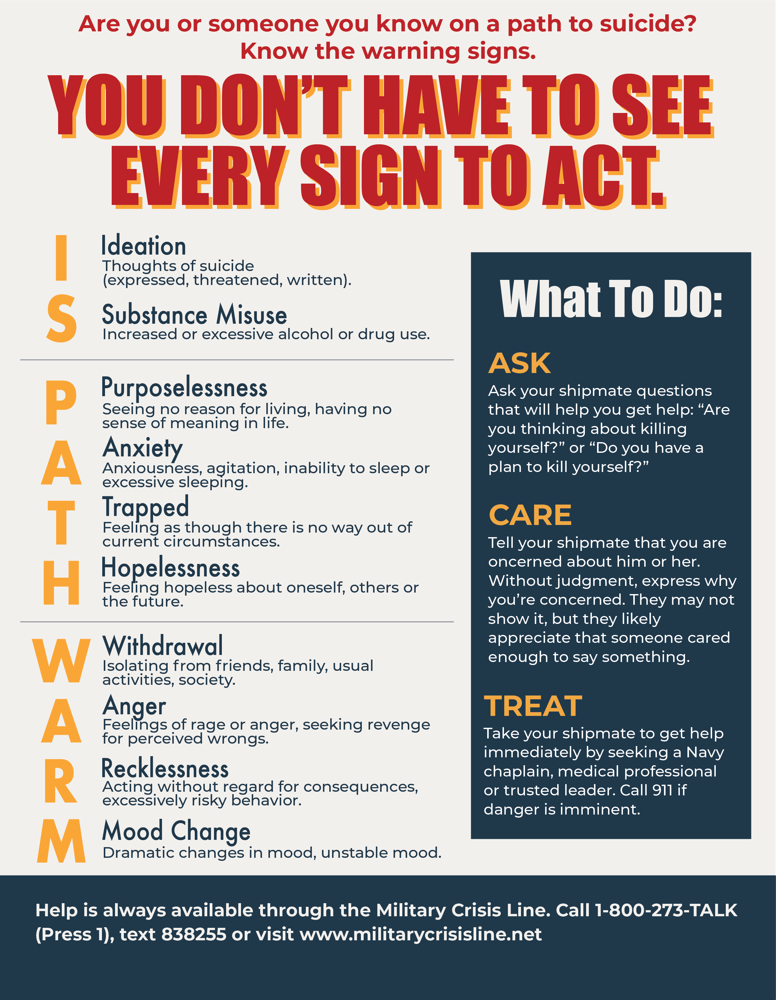 Are you or someone you know on a path to suicide?
Know the warning signs.
YOU DON’T HAVE TO SEE
EVERY SIGN TO ACT.
I
Ideation
Thoughts of suicide
(expressed, threatened, written).
S
Substance Misuse
Increased or excessive alcohol or drug use.
P
Purposelessness
Seeing no reason for living, having no
sense of meaning in life.
A
Anxiety
Anxiousness, agitation, inability to sleep or
excessive sleeping.
T
Trapped
Feeling as though there is no way out of
current circumstances.
H
Hopelessness
Feeling hopeless about oneself, others or
the future.
W
Withdrawal
Isolating from friends, family, usual
activities, society.
A
Anger
Feelings of rage or anger, seeking revenge
for perceived wrongs.
R
Recklessness
Acting without regard for consequences,
excessively risky behavior.
M
Mood Change
Dramatic changes in mood, unstable mood.
What To Do:
ASK
Ask your shipmate questions
that will help you get help: “Are
you thinking about killing
yourself?” or “Do you have a
plan to kill yourself?”
CARE
Tell your shipmate that you are
oncerned about him or her.
Without judgment, express why
you’re concerned. They may not
show it, but they likely
appreciate that someone cared
enough to say something.
TREAT
Take your shipmate to get help
immediately by seeking a Navy
chaplain, medical professional
or trusted leader. Call 911 if
danger is imminent.
Help is always available through the Military Crisis Line. Call 1-800-273-TALK
(Press 1), text 838255 or visit www.militarycrisisline.net